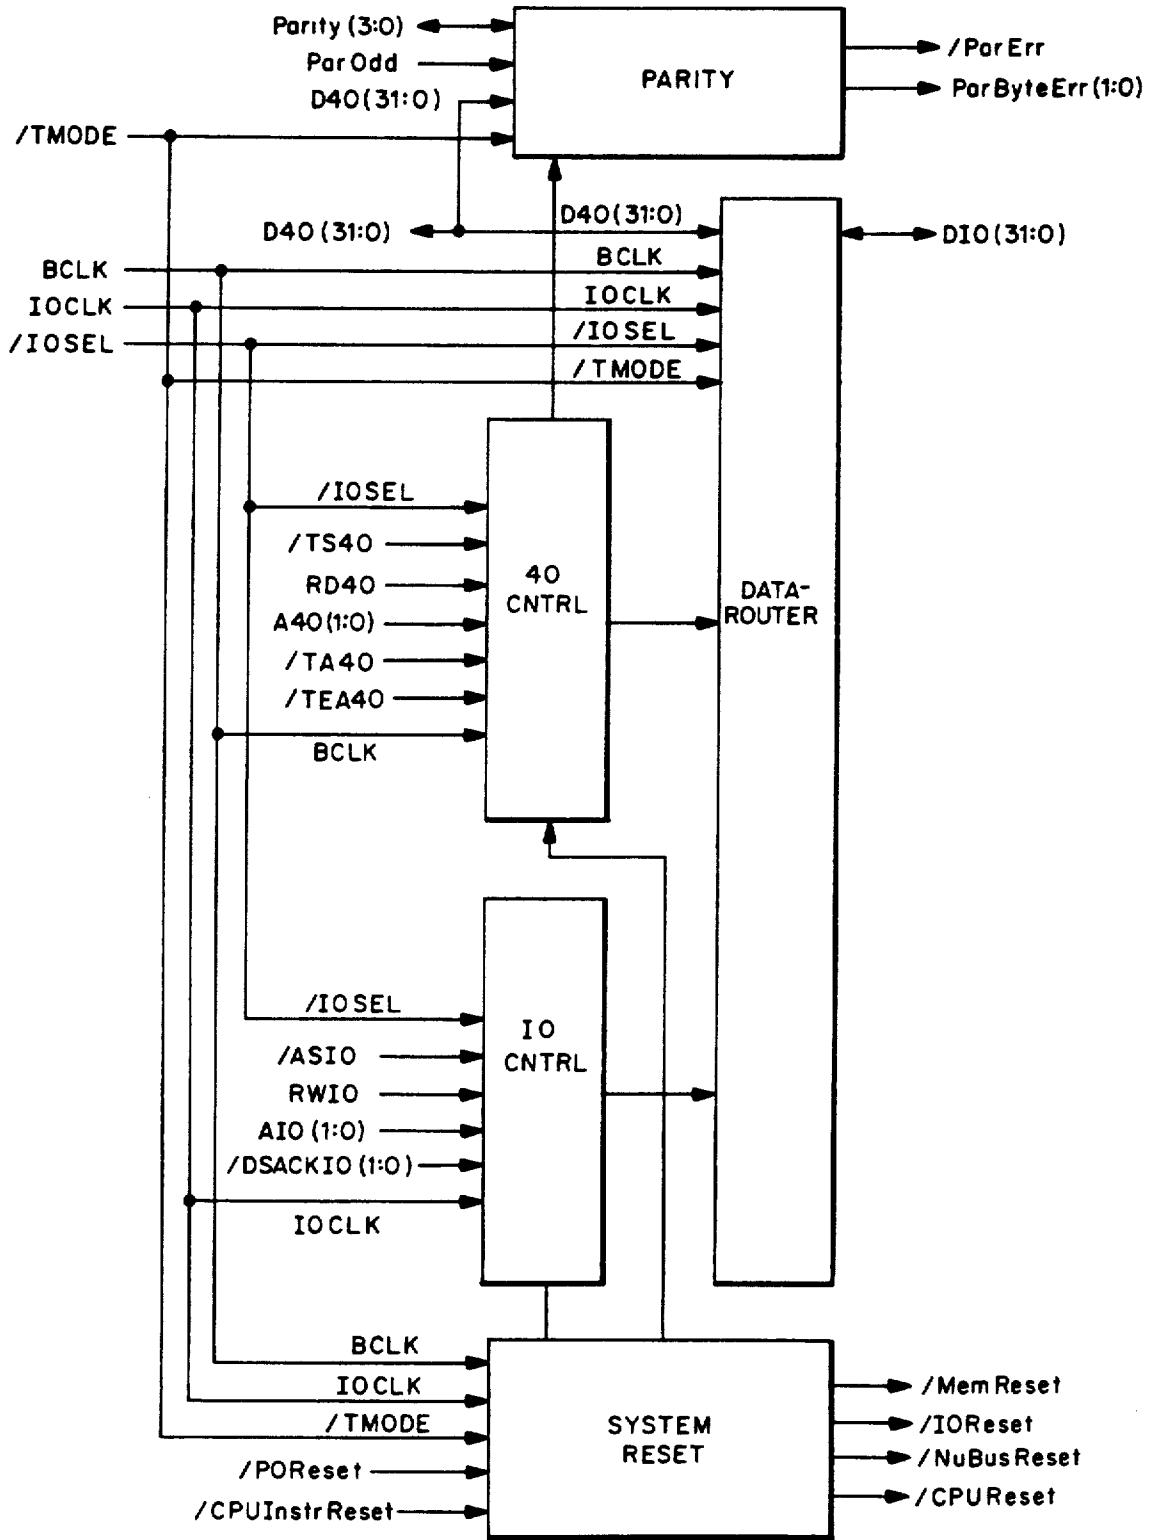 Parity (3:0)
ParOdd
D40(31:0)
/TMODE
PARITY
/ParErr
ParByteErr(1:0)
D40(31:0)
D40(31:0)
DIO(31:0)
BCLK
BCLK
IOCLK
IOCLK
/IOSEL
/IOSEL
/TMODE
/IOSEL
/TS40
RD40
A40(1:0)
/TA40
/TEA40
BCLK
40
CNTRL
DATA-
ROUTER
/IOSEL
/ASIO
RWIO
AIO(1:0)
/DSACKIO(1:0)
IOCLK
IO
CNTRL
BCLK
IOCLK
/TMODE
/POReset
/CPUInstrReset
SYSTEM
RESET
/MemReset
/IOReset
/NuBusReset
/CPUReset